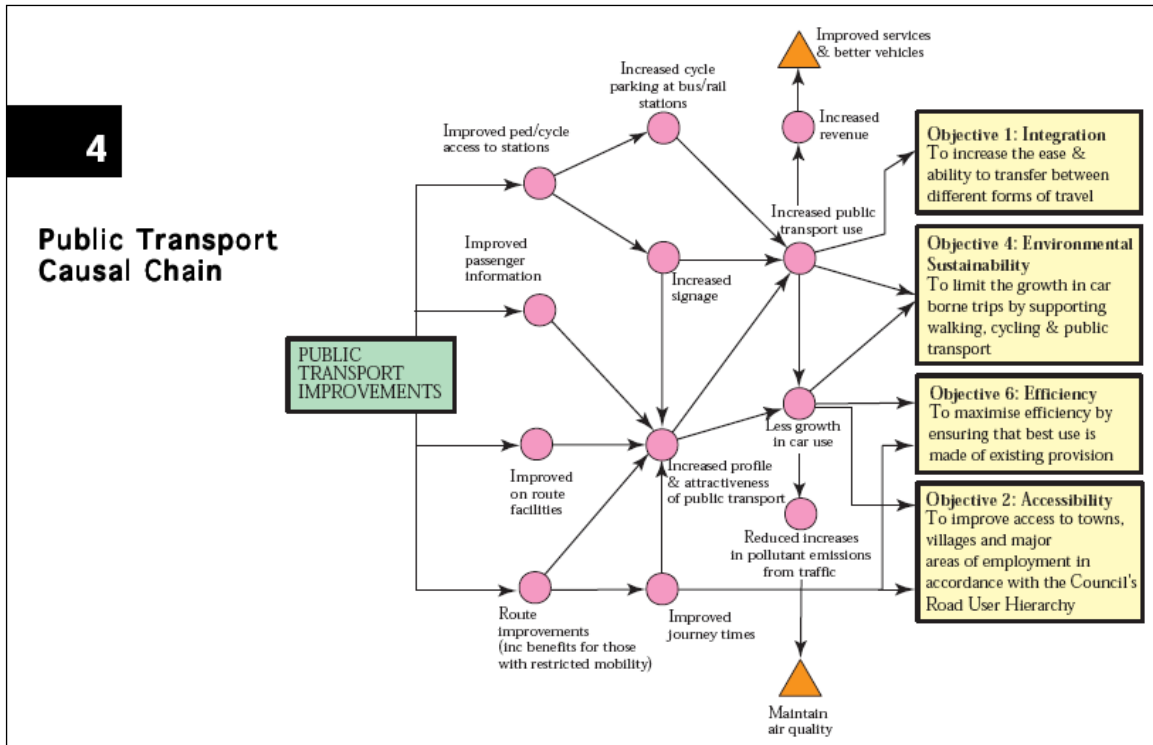 4
Public Transport
Causal Chain
PUBLIC
TRANSPORT
IMPROVEMENTS
Improved ped/cycle
access to stations
Improved
passenger
information
Improved
on route
facilities
Route
improvements
(inc benefits for those
with restricted mobility)
Increased cycle
parking at bus/rail
stations
Increased
signage
Increased profile
& attractiveness
of public transport
Improved
journey times
Improved services
& better vehicles
Increased
revenue
Increased public
transport use
Less growth
in car use
Reduced increases
in pollutant emissions
from traffic
Maintain
air quality
Objective 1: Integration
To increase the ease &
ability to transfer between
different forms of travel
Objective 4: Environmental
Sustainability
To limit the growth in car
borne trips by supporting
walking, cycling & public
transport
Objective 6: Efficiency
To maximise efficiency by
ensuring that best use is
made of existing provision
Objective 2: Accessibility
To improve access to towns,
villages and major
areas of employment in
accordance with the Council's
Road User Hierarchy